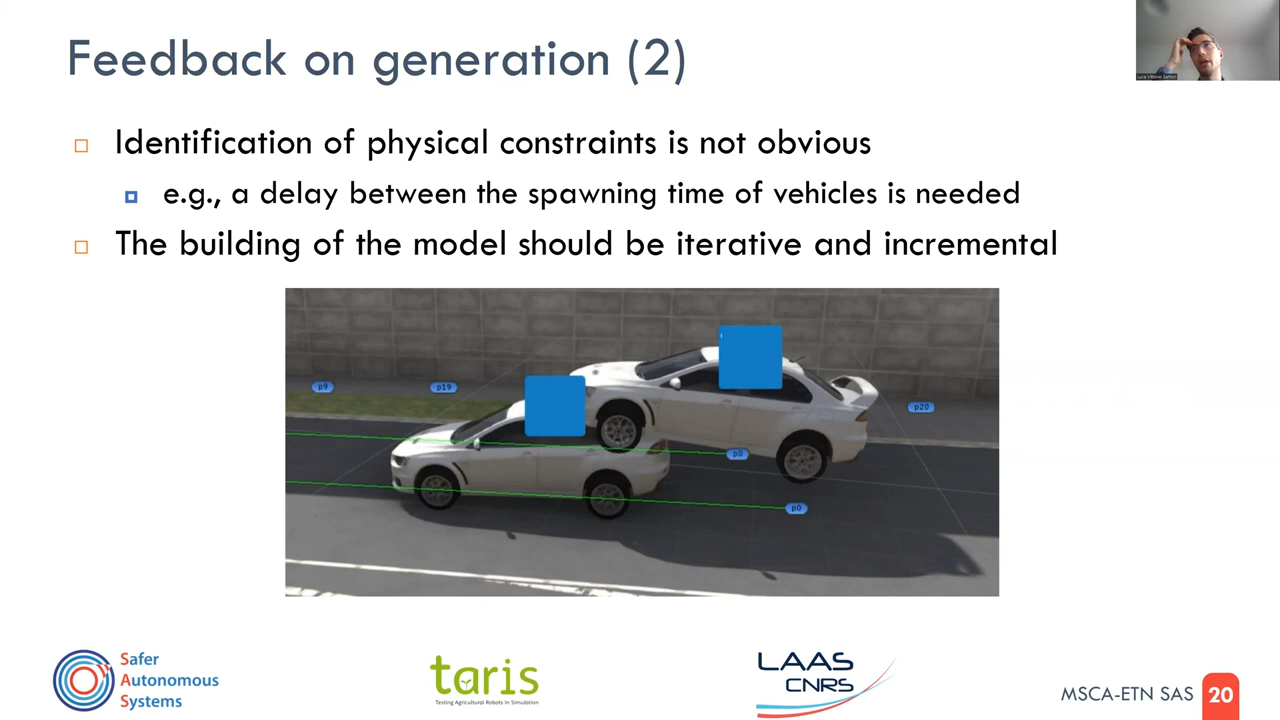 Feedback on generation (2)
Identification of physical constraints is not obvious
e.g., a delay between the spawning time of vehicles is needed
The building of the model should be iterative and incremental
p9
p19
p20
p0
p0
Safer
Autonomous
Systems
taris
Testing Agricultural Robots In Simulation
LAAS
CNRS
MSCA-ETN SAS 20